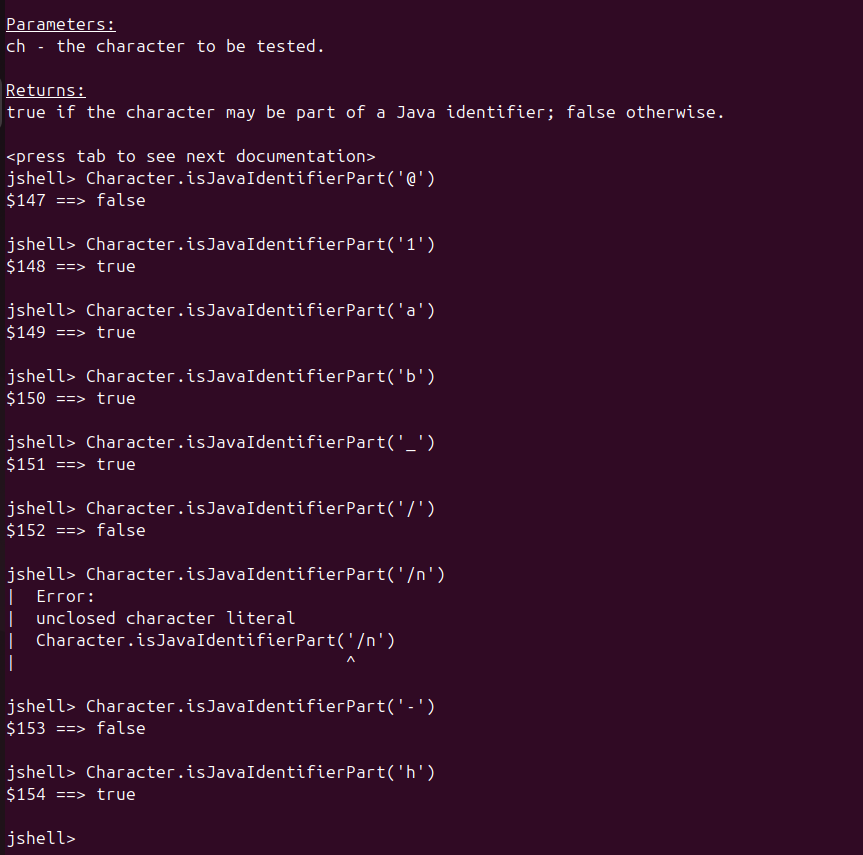 Parameters:
ch - the character to be tested.
Returns:
true if the character may be part of a Java identifier; false otherwise.
<press tab to see next documentation>
jshell> Character.isJavaIdentifierPart('@')
$147 ==> false
jshell> Character.isJavaIdentifierPart('1')
$148 ==> true
jshell> Character.isJavaIdentifierPart('a')
$149 ==> true
jshell> Character.isJavaIdentifierPart('b')
$150 ==> true
jshell> Character.isJavaIdentifierPart('_')
$151 ==> true
jshell> Character.isJavaIdentifierPart('/')
$152 ==> false
jshell> Character.isJavaIdentifierPart('/n')
|  Error:
|  unclosed character literal
|  Character.isJavaIdentifierPart('/n')
|                                 ^
jshell> Character.isJavaIdentifierPart('-')
$153 ==> false
jshell> Character.isJavaIdentifierPart('h')
$154 ==> true
jshell>